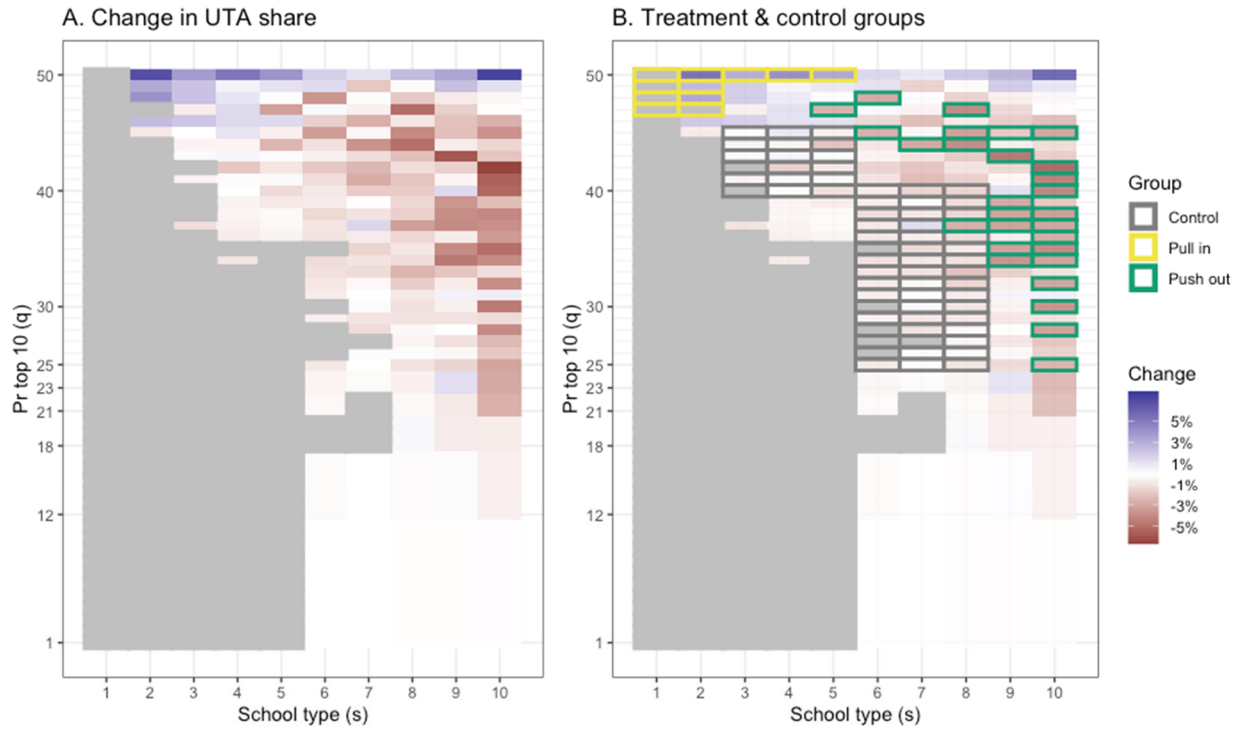 A. Change in UTA share
Pr top 10 (q)
50
40
30
25
23
21
18
12
1
1 2 3 4 5 6 7 8 9 10
School type (s)
B. Treatment & control groups
Pr top 10 (q)
50
40
30
25
23
21
18
12
1
1 2 3 4 5 6 7 8 9 10
School type (s)
Group
Control
Pull in
Push out
Change
5%
3%
1%
-1%
-3%
-5%